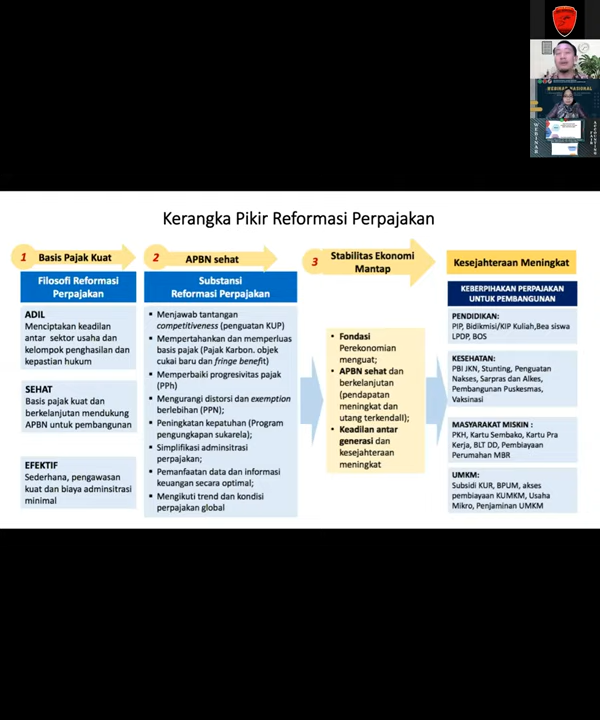 WEBINAR NASIONAL
WEBINAR
Kerangka Pikir Reformasi Perpajakan
1 Basis Pajak Kuat
Filosofi Reformasi
Perpajakan
ADIL
Menciptakan keadilan
antar sektor usaha dan
kelompok penghasilan dan
kepastian hukum
SEHAT
Basis pajak kuat dan
berkelanjutan mendukung
APBN untuk pembangunan
EFEKTIF
Sederhana, pengawasan
kuat dan biaya adminsitrasi
minimal
2 APBN sehat
Substansi
Reformasi Perpajakan
▪ Menjawab tantangan
competitiveness (penguatan KUP)
▪ Mempertahankan dan memperluas
basis pajak (Pajak Karbon. objek
cukai baru dan fringe benefit)
▪ Memperbaiki progresivitas pajak
(PPh)
▪ Mengurangi distorsi dan exemption
berlebihan (PPN);
▪ Peningkatan kepatuhan (Program
pengungkapan sukarela);
▪ Simplifikasi adminsitrasi
perpajakan;
▪ Pemanfaatan data dan informasi
keuangan secara optimal;
▪ Mengikuti trend dan kondisi
perpajakan global
3 Stabilitas Ekonomi
Mantap
• Fondasi
Perekonomian
menguat;
• APBN sehat dan
berkelanjutan
(pendapatan
meningkat dan
utang terkendall).
• Keadilan antar
generasi dan
kesejahteraan
meningkat
Kesejahteraan Meningkat
KEBERPIHAKAN PERPAJAKAN
UNTUK PEMBANGUNAN
PENDIDIKAN:
PIP, Bidikmisi/KIP Kuliah,Bea siswa
LPDP, BOS
KESEHATAN:
PBI JKN, Stunting, Penguatan
Nakses, Sarpras dan Alkes,
Pembangunan Puskesmas,
Vaksinasi
MASYARAKAT MISKIN :
PKH, Kartu Sembako, Kartu Pra
Kerja, BLT DD, Pembiayaan
Perumahan MBR
UMKM:
Subsidi KUR, BPUM, akses
pembiayaan KUMKM, Usaha
Mikro, Penjaminan UMKM